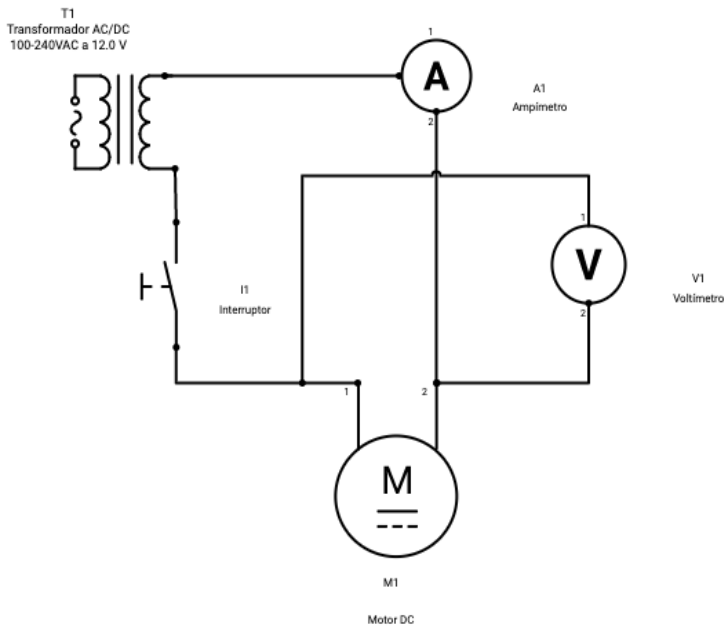 T1
Transformador AC/DC
100-240VAC a 12.0 V
1
A
2
A1
Ampímetro
1
V
2
V1
Voltímetro
I1
Interruptor
1
2
M
M1
Motor DC